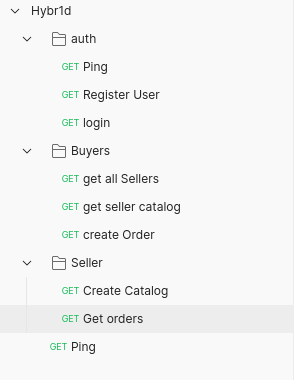 Hybr1d
auth
GET Ping
GET Register User
GET login
Buyers
GET get all Sellers
GET get seller catalog
GET create Order
Seller
GET Create Catalog
GET Get orders
GET Ping